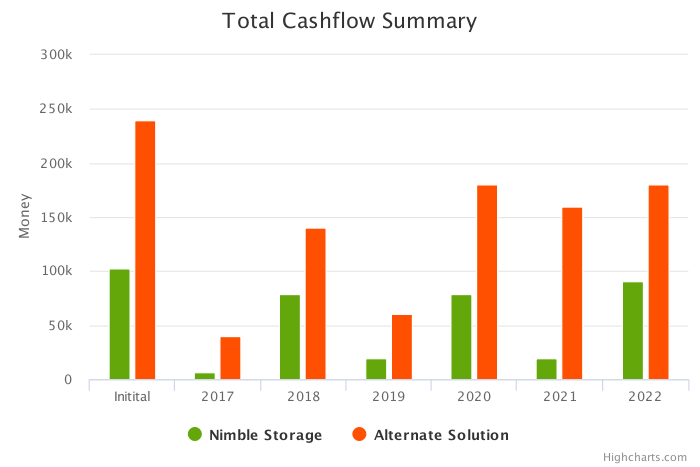 Total Cashflow Summary
300k
250k
200k
150k
100k
50k
0
Money
Initital 2017 2018 2019 2020 2021 2022
Nimble Storage Alternate Solution
Highcharts.com